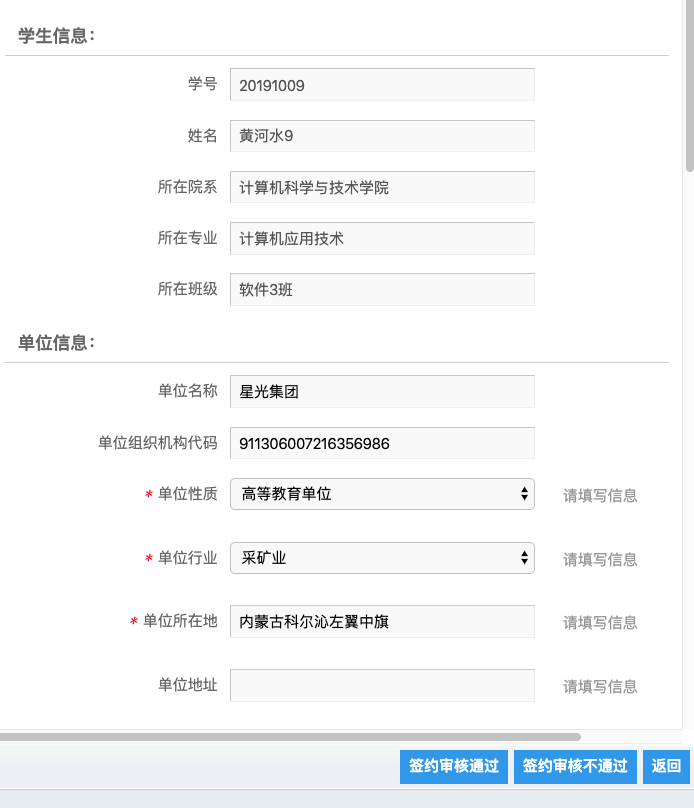 学生信息：
学号 20191009
姓名 黄河水9
所在院系 计算机科学与技术学院
所在专业 计算机应用技术
所在班级 软件3班
单位信息：
单位名称 星光集团
单位组织机构代码 911306007216356986
* 单位性质 高等教育单位 请填写信息
* 单位行业 采矿业 请填写信息
* 单位所在地 内蒙古科尔沁左翼中旗 请填写信息
单位地址 请填写信息
签约审核通过 签约审核不通过 返回